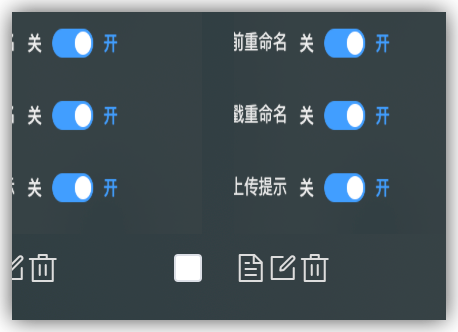 关 开 前重命名 关 开
关 开 戳重命名 关 开
关 开 上传提示 关 开